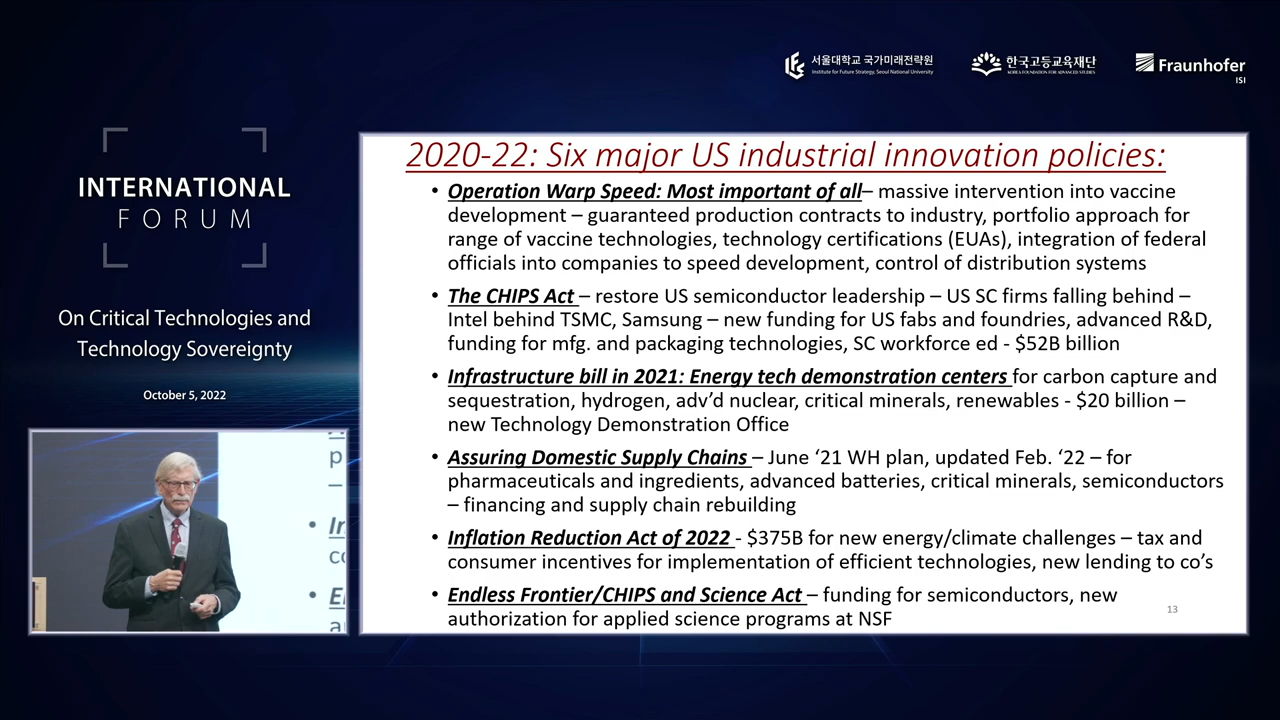 서울대학교 국가미래전략원
Institute for Future Strategy, Seoul National University
한국고등교육재단
KOREA FOUNDATION FOR ADVANCED STUDIES
Fraunhofer
ISI
INTERNATIONAL
FORUM
On Critical Technologies and
Technology Sovereignty
October 5, 2022
2020-22: Six major US industrial innovation policies:
• Operation Warp Speed: Most important of all– massive intervention into vaccine
development – guaranteed production contracts to industry, portfolio approach for
range of vaccine technologies, technology certifications (EUAs), integration of federal
officials into companies to speed development, control of distribution systems
• The CHIPS Act – restore US semiconductor leadership – US SC firms falling behind –
Intel behind TSMC, Samsung – new funding for US fabs and foundries, advanced R&D,
funding for mfg. and packaging technologies, SC workforce ed - $52B billion
• Infrastructure bill in 2021: Energy tech demonstration centers for carbon capture and
sequestration, hydrogen, adv’d nuclear, critical minerals, renewables - $20 billion –
new Technology Demonstration Office
• Assuring Domestic Supply Chains – June ‘21 WH plan, updated Feb. ‘22 – for
pharmaceuticals and ingredients, advanced batteries, critical minerals, semiconductors
– financing and supply chain rebuilding
• Inflation Reduction Act of 2022 - $375B for new energy/climate challenges – tax and
consumer incentives for implementation of efficient technologies, new lending to co’s
• Endless Frontier/CHIPS and Science Act – funding for semiconductors, new
authorization for applied science programs at NSF
13